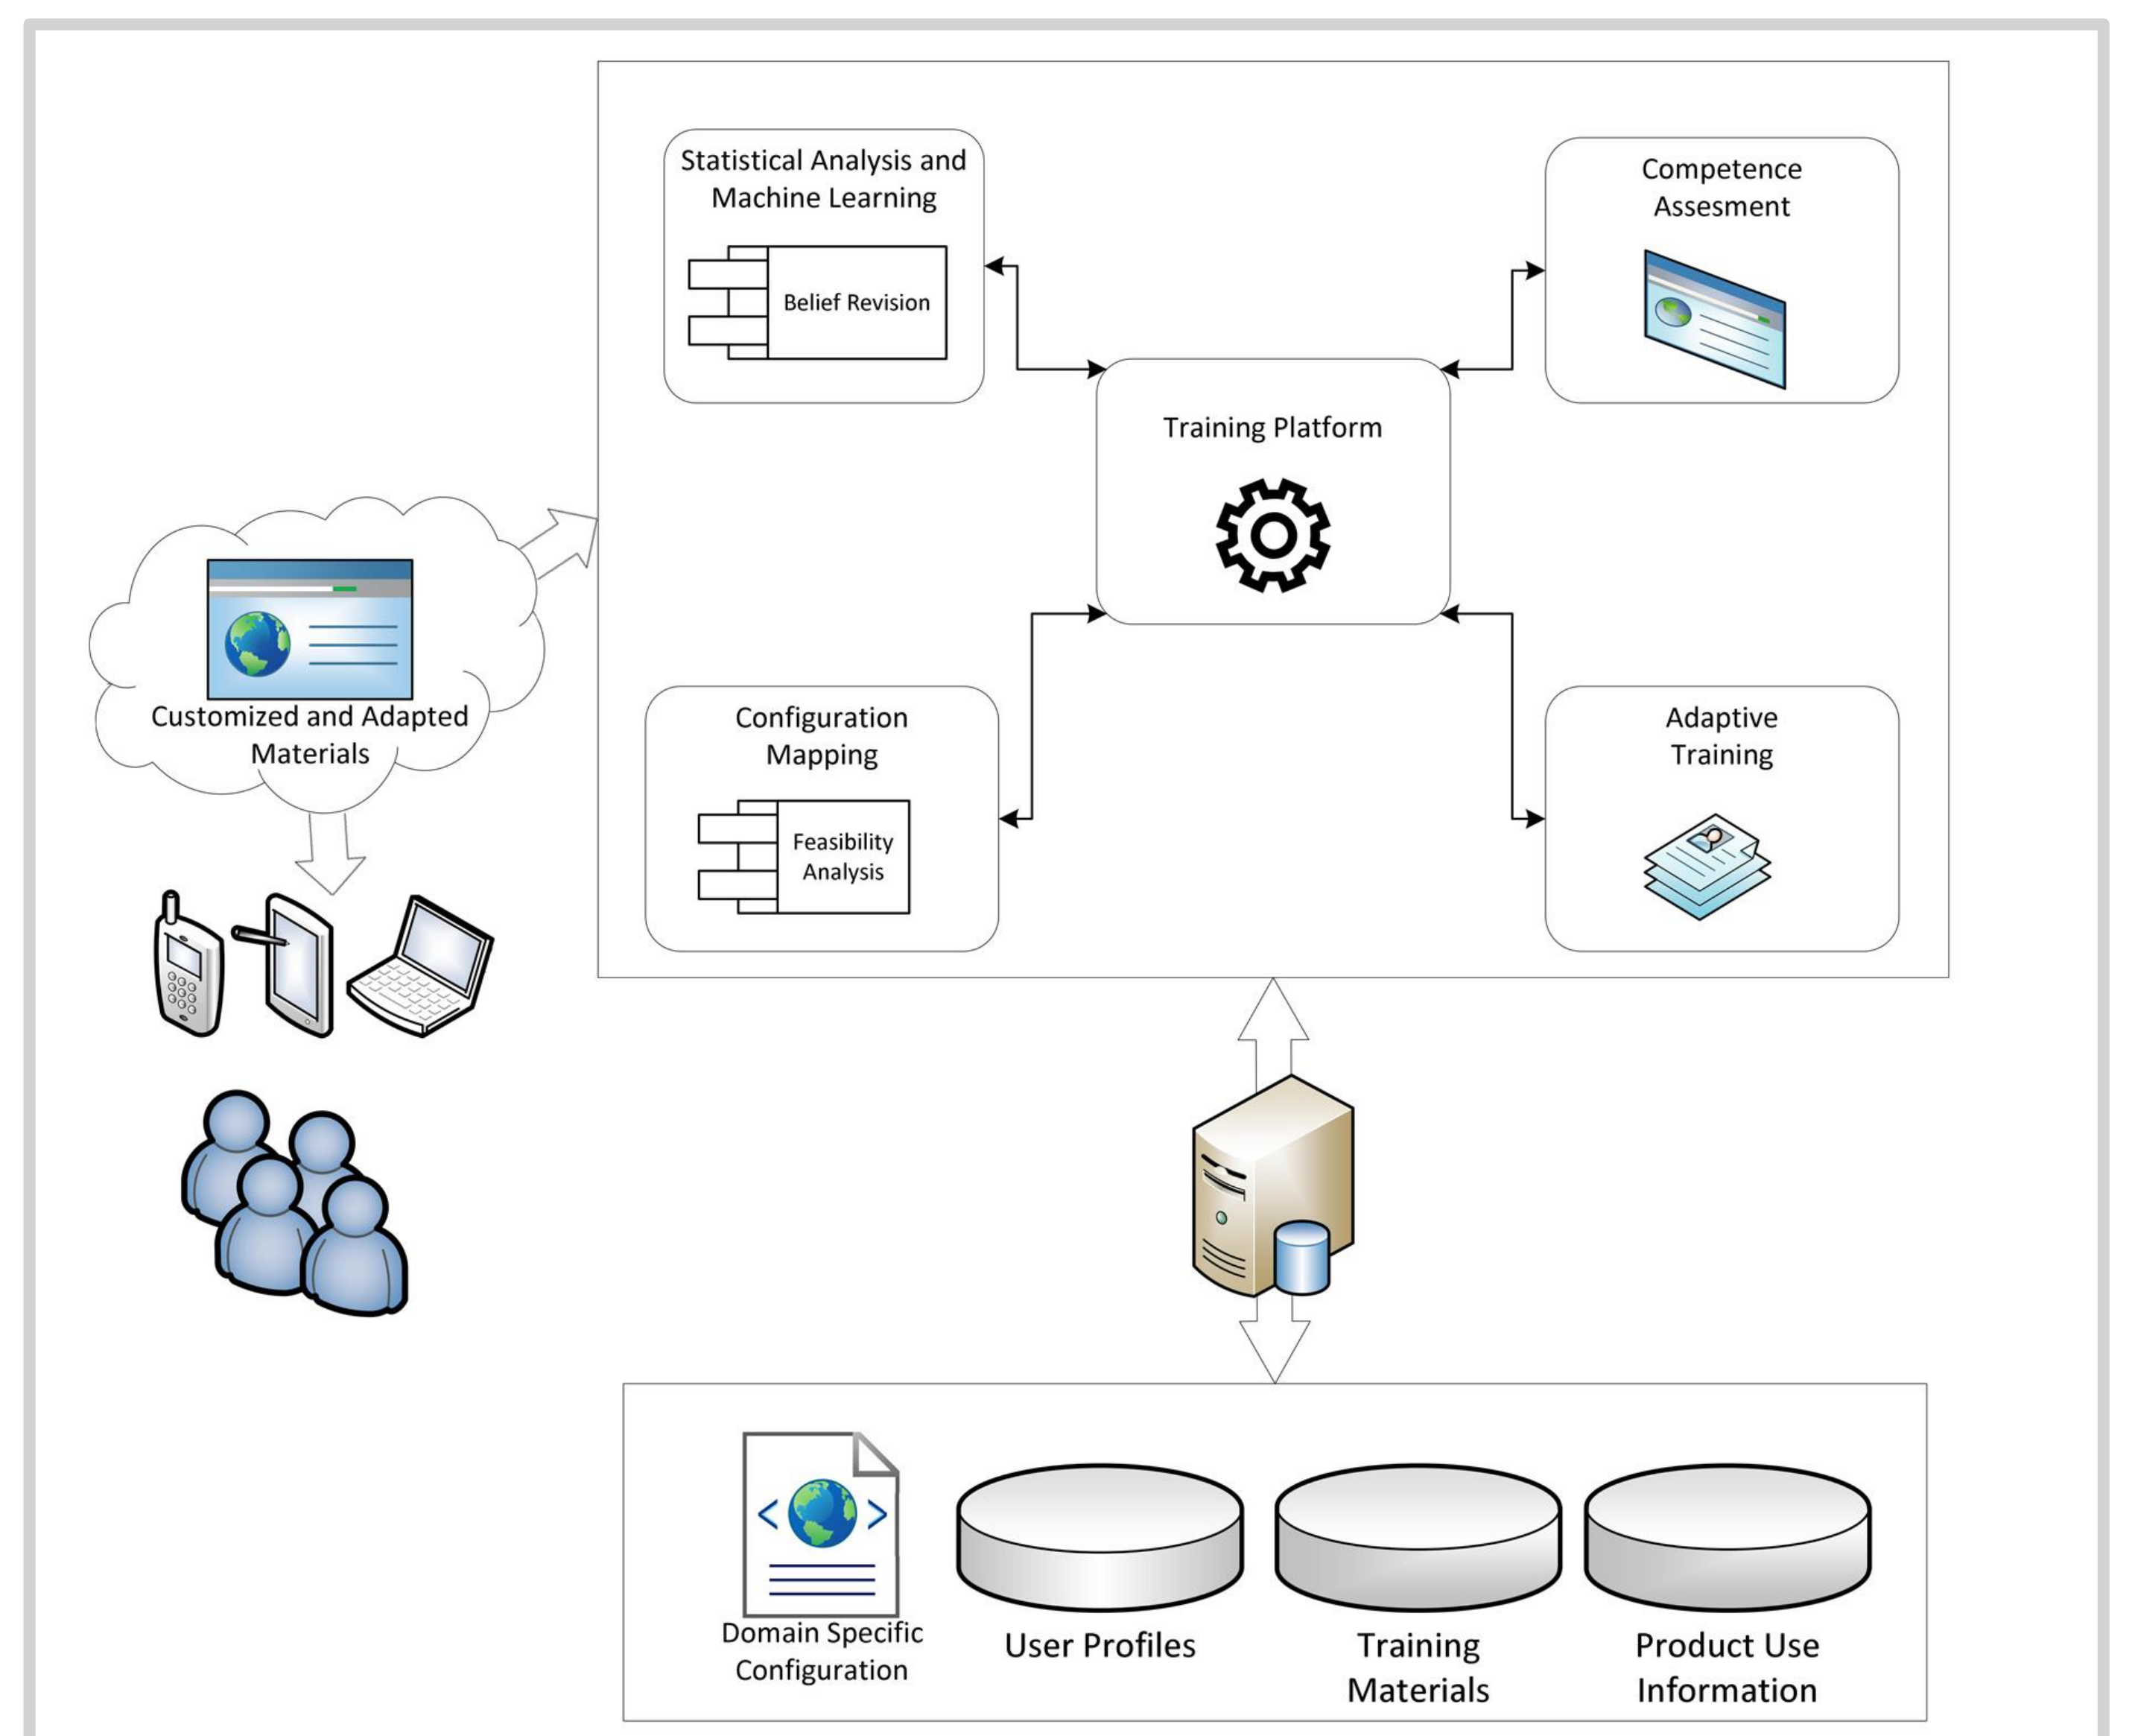 Statistical Analysis and
Machine Learning
Belief Revision
Competence
Assesment
Training Platform
Customized and Adapted
Materials
Configuration
Mapping
Feasibility
Analysis
Adaptive
Training
Domain Specific
Configuration
User Profiles
Training
Materials
Product Use
Information